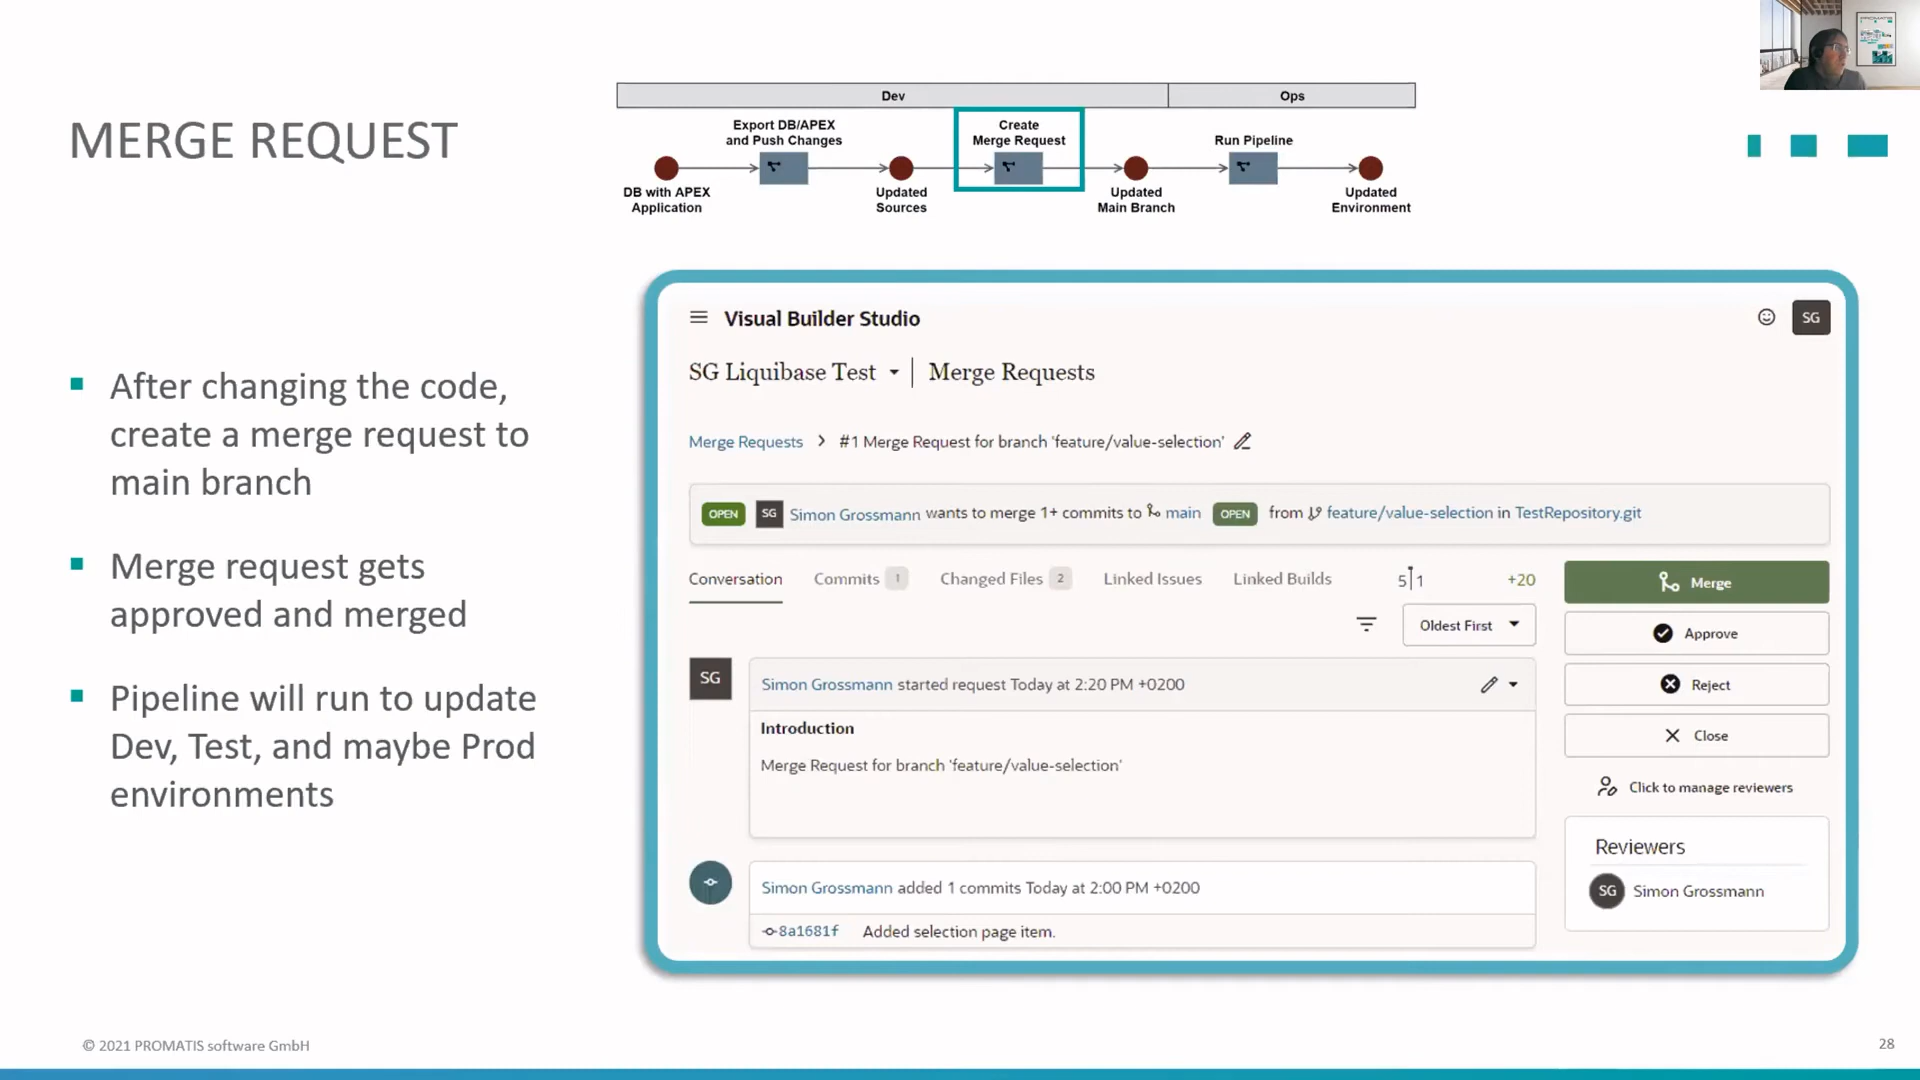 MERGE REQUEST
Dev
Ops
Export DB/APEX
and Push Changes
Create
Merge Request
Run Pipeline
DB with APEX
Application
Updated
Sources
Updated
Main Branch
Updated
Environment
After changing the code,
create a merge request to
main branch
Merge request gets
approved and merged
Pipeline will run to update
Dev, Test, and maybe Prod
environments
Visual Builder Studio
SG
SG Liquibase Test
Merge Requests
Merge Requests > #1 Merge Request for branch 'feature/value-selection'
OPEN SG Simon Grossmann wants to merge 1+ commits to main OPEN from feature/value-selection in TestRepository.git
Conversation
Commits 1
Changed Files 2
Linked Issues
Linked Builds
5 1
+20
Oldest First
Merge
Approve
Reject
Close
Click to manage reviewers
Reviewers
SG Simon Grossmann
SG
Simon Grossmann started request Today at 2:20 PM +0200
Introduction
Merge Request for branch 'feature/value-selection'
Simon Grossmann added 1 commits Today at 2:00 PM +0200
8a1681f Added selection page item.
© 2021 PROMATIS software GmbH
28